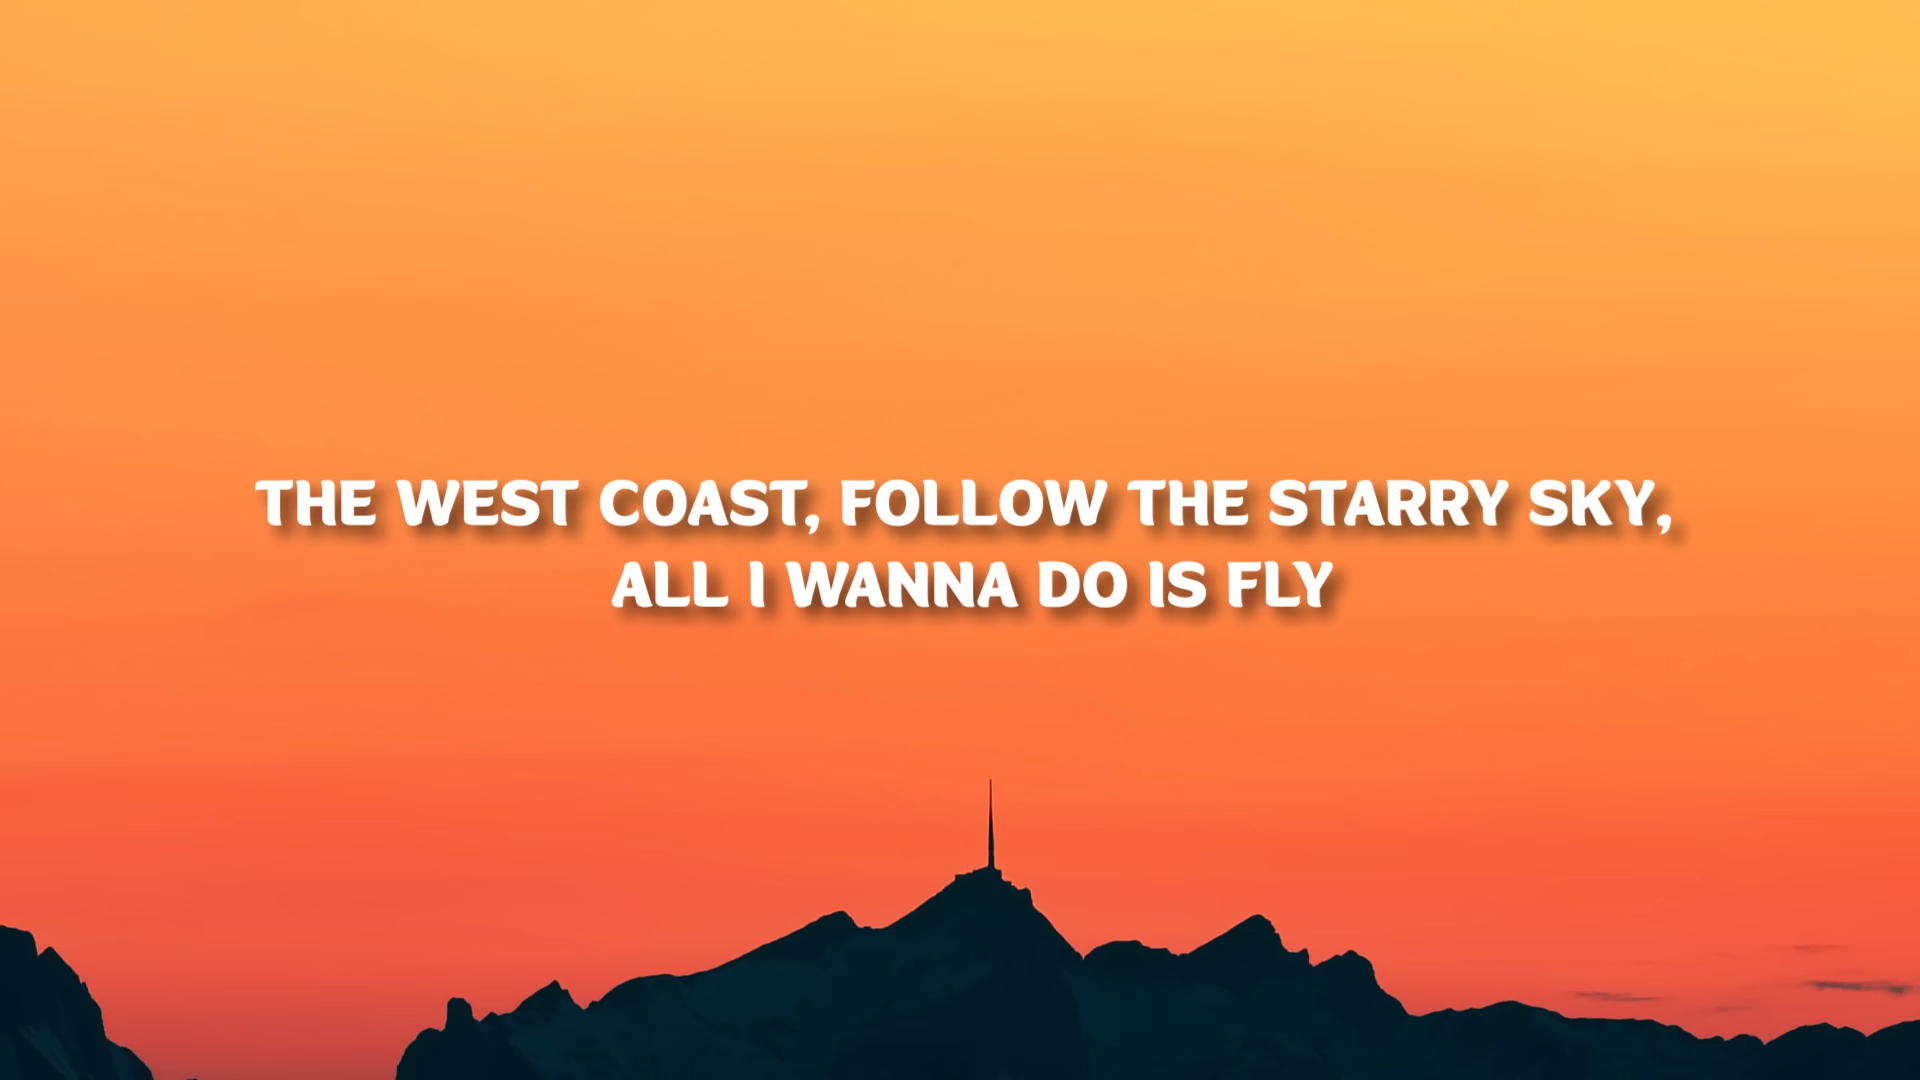 THE WEST COAST, FOLLOW THE STARRY SKY,
ALL I WANNA DO IS FLY